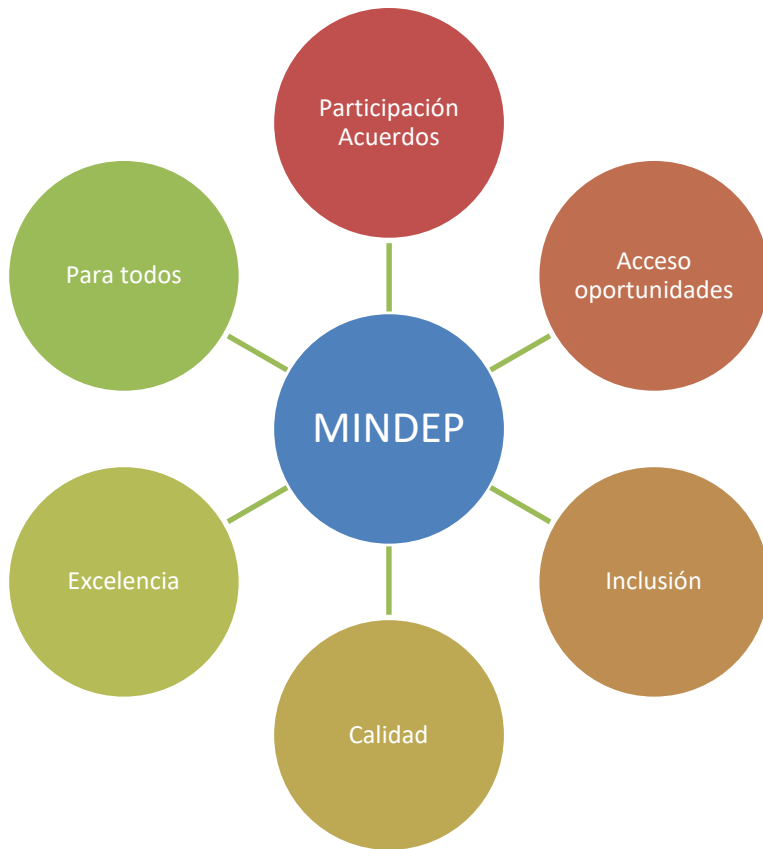 Participación
Acuerdos
Para todos
Acceso
oportunidades
MINDEP
Excelencia
Inclusión
Calidad